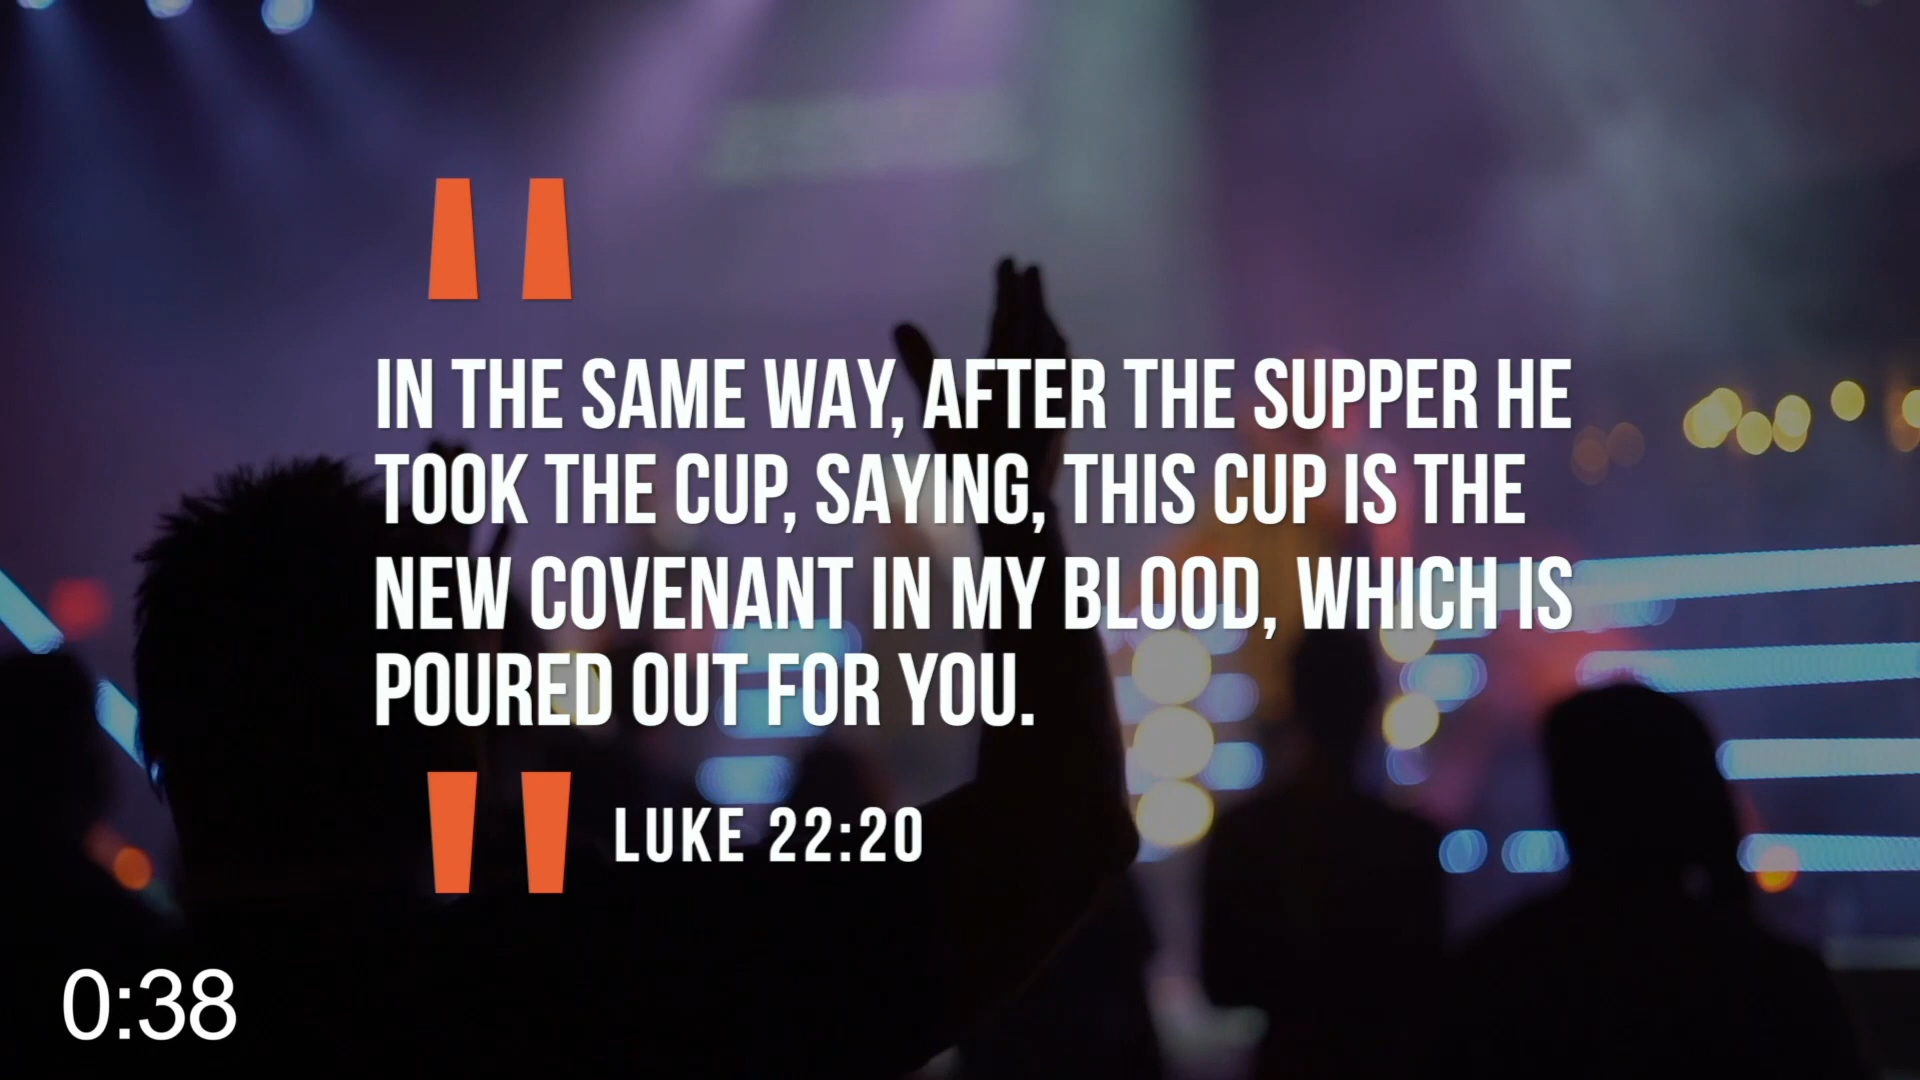 "
IN THE SAME WAY, AFTER THE SUPPER HE
TOOK THE CUP, SAYING, THIS CUP IS THE
NEW COVENANT IN MY BLOOD, WHICH IS
POURED OUT FOR YOU.
" LUKE 22:20
0:38